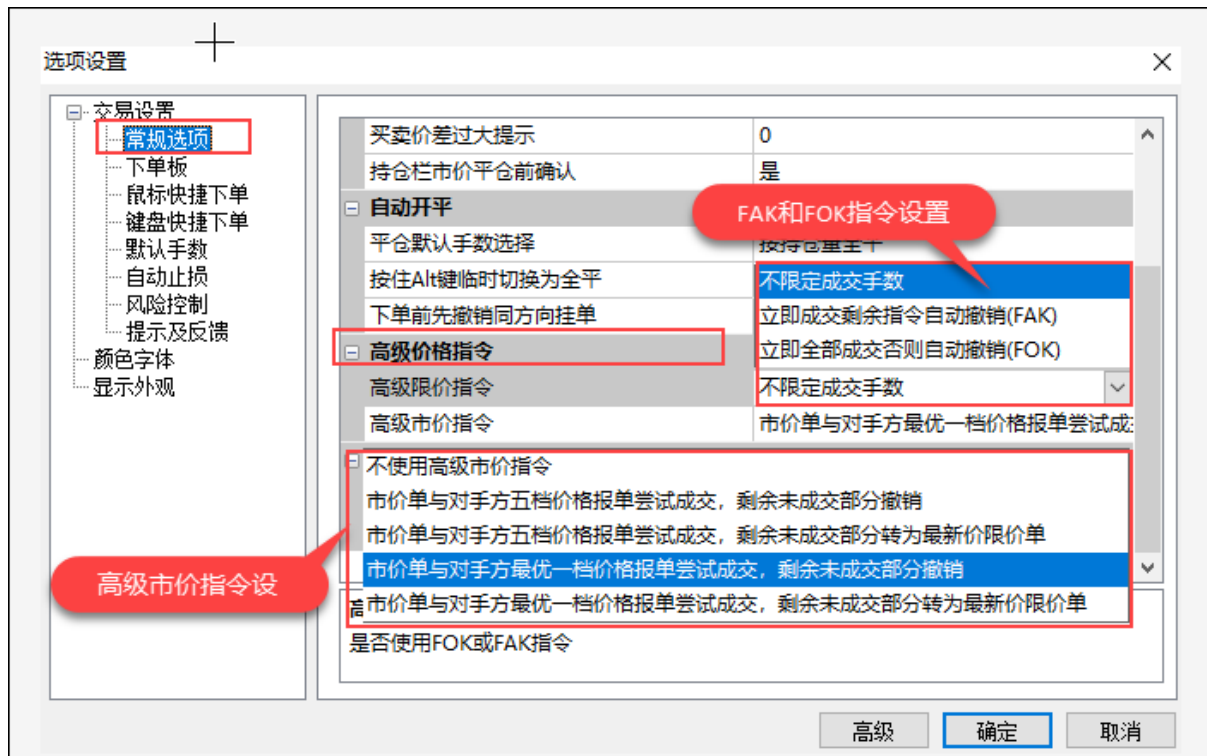 选项设置
交易设置
常规选项
下单板
鼠标快捷下单
键盘快捷下单
默认手数
自动止损
风险控制
提示及反馈
颜色字体
显示外观
买卖价差过大提示 0
持仓栏市价平仓前确认 是
自动开平
FAK和FOK指令设置
平仓默认手数选择 按持仓量全平
按住Alt键临时切换为全平 不限定成交手数
下单前先撤销同方向挂单 立即成交剩余指令自动撤销(FAK)
高级价格指令 立即全部成交否则自动撤销(FOK)
高级限价指令 不限定成交手数
高级市价指令 市价单与对手方最优一档价格报单尝试成
不使用高级市价指令
市价单与对手方五档价格报单尝试成交，剩余未成交部分撤销
市价单与对手方五档价格报单尝试成交，剩余未成交部分转为最新价限价单
市价单与对手方最优一档价格报单尝试成交，剩余未成交部分撤销
高级市价指令设
市价单与对手方最优一档价格报单尝试成交，剩余未成交部分转为最新价限价单
是否使用FOK或FAK指令
高级 确定 取消